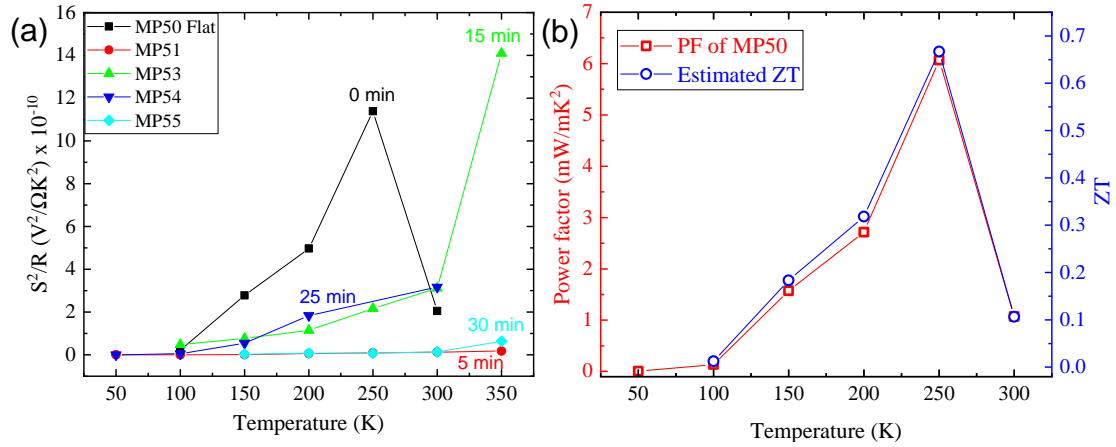 (a)
MP50 Flat
MP51
MP53
MP54
MP55
15 min
0 min
25 min
30 min
5 min
16
14
12
10
8
6
4
2
0
S²/R (V²/ΩK²) x 10⁻¹⁰
50 100 150 200 250 300 350
Temperature (K)
(b)
PF of MP50
Estimated ZT
7
6
5
4
3
2
1
0
Power factor (mW/mK²)
0.7
0.6
0.5
0.4
0.3
0.2
0.1
0.0
ZT
50 100 150 200 250 300
Temperature (K)